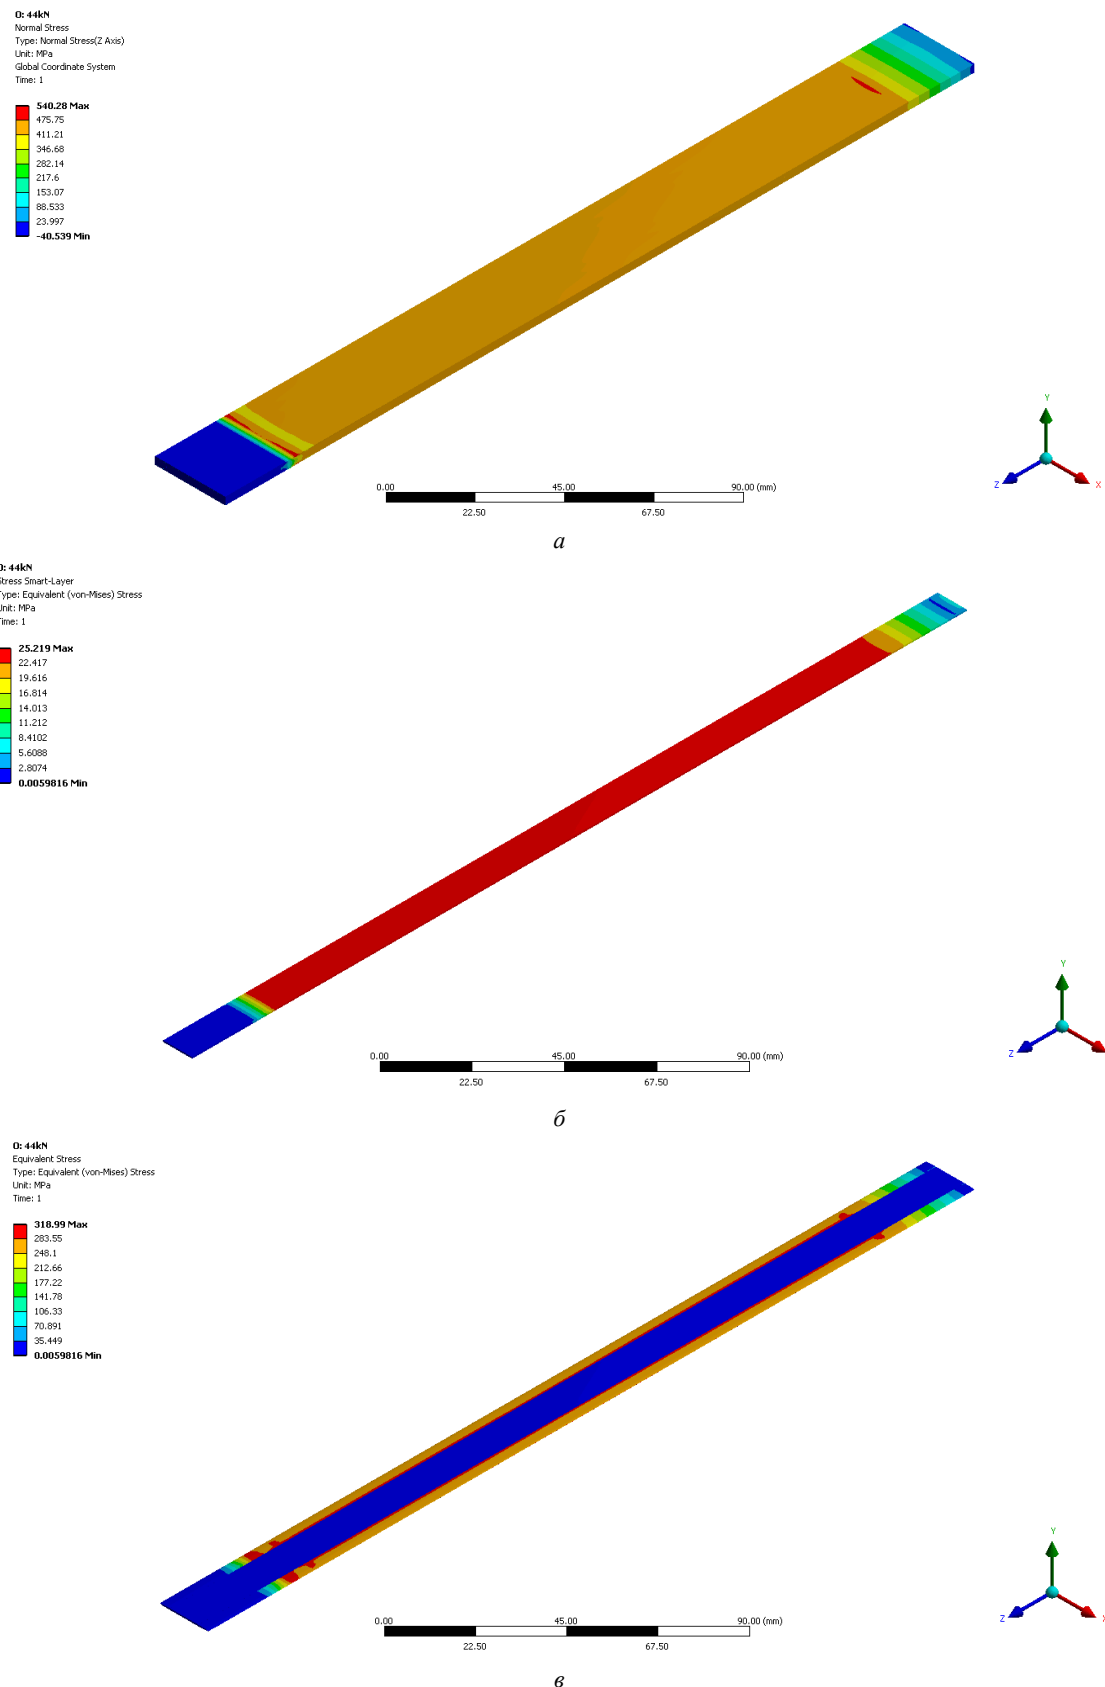 O: 44kN
Normal Stress
Type: Normal Stress(Z Axis)
Unit: MPa
Global Coordinate System
Time: 1
540.28 Max
475.75
411.21
346.68
282.14
217.6
153.07
88.533
23.997
-40.539 Min
0.00 45.00 90.00 (mm)
22.50 67.50
Y
Z X
а
O: 44kN
Stress Smart-Layer
Type: Equivalent (von-Mises) Stress
Unit: MPa
Time: 1
25.219 Max
22.417
19.616
16.814
14.013
11.212
8.4102
5.6088
2.8074
0.0059816 Min
Y
Z
0.00 45.00 90.00 (mm)
22.50 67.50
б
O: 44kN
Equivalent Stress
Type: Equivalent (von-Mises) Stress
Unit: MPa
Time: 1
318.99 Max
283.55
248.1
212.66
177.22
141.78
106.33
70.891
35.449
0.0059816 Min
Y
Z X
0.00 45.00 90.00 (mm)
22.50 67.50
в